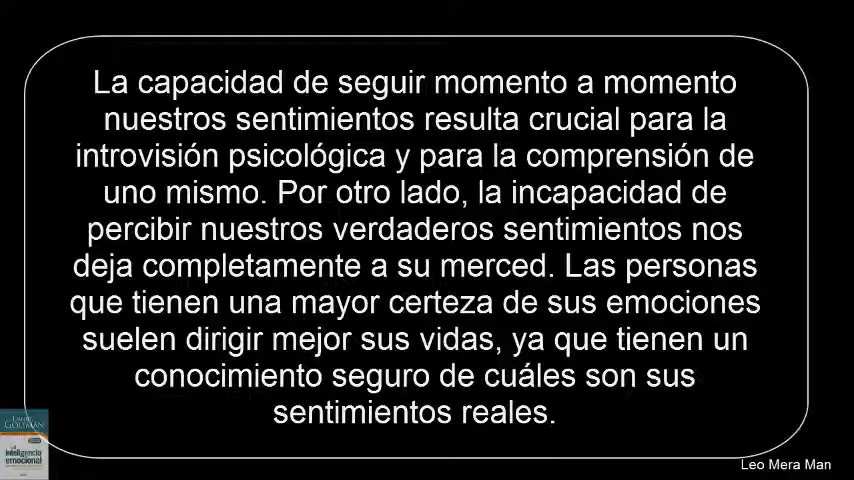 La capacidad de seguir momento a momento
nuestros sentimientos resulta crucial para la
introvisión psicológica y para la comprensión de
uno mismo. Por otro lado, la incapacidad de
percibir nuestros verdaderos sentimientos nos
deja completamente a su merced. Las personas
que tienen una mayor certeza de sus emociones
suelen dirigir mejor sus vidas, ya que tienen un
conocimiento seguro de cuáles son sus
sentimientos reales.
GOLEMAN
inteligencia
emocional
Leo Mera Man